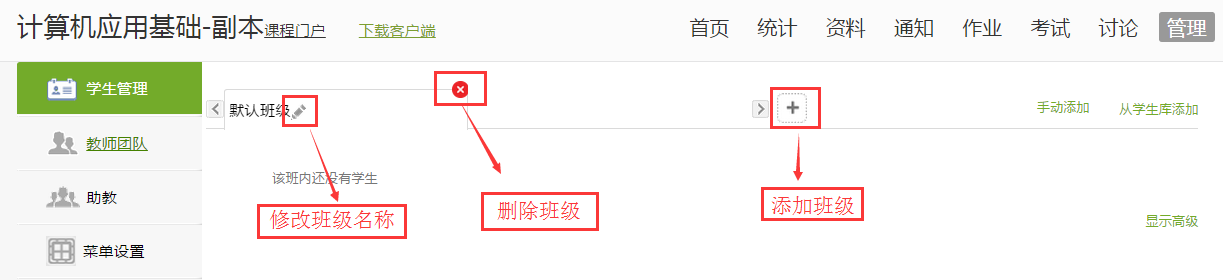 计算机应用基础-副本 课程门户 下载客户端 首页 统计 资料 通知 作业 考试 讨论 管理
学生管理
教师团队
助教
菜单设置
默认班级 手动添加 从学生库添加
该班内还没有学生
修改班级名称 删除班级 添加班级
显示高级